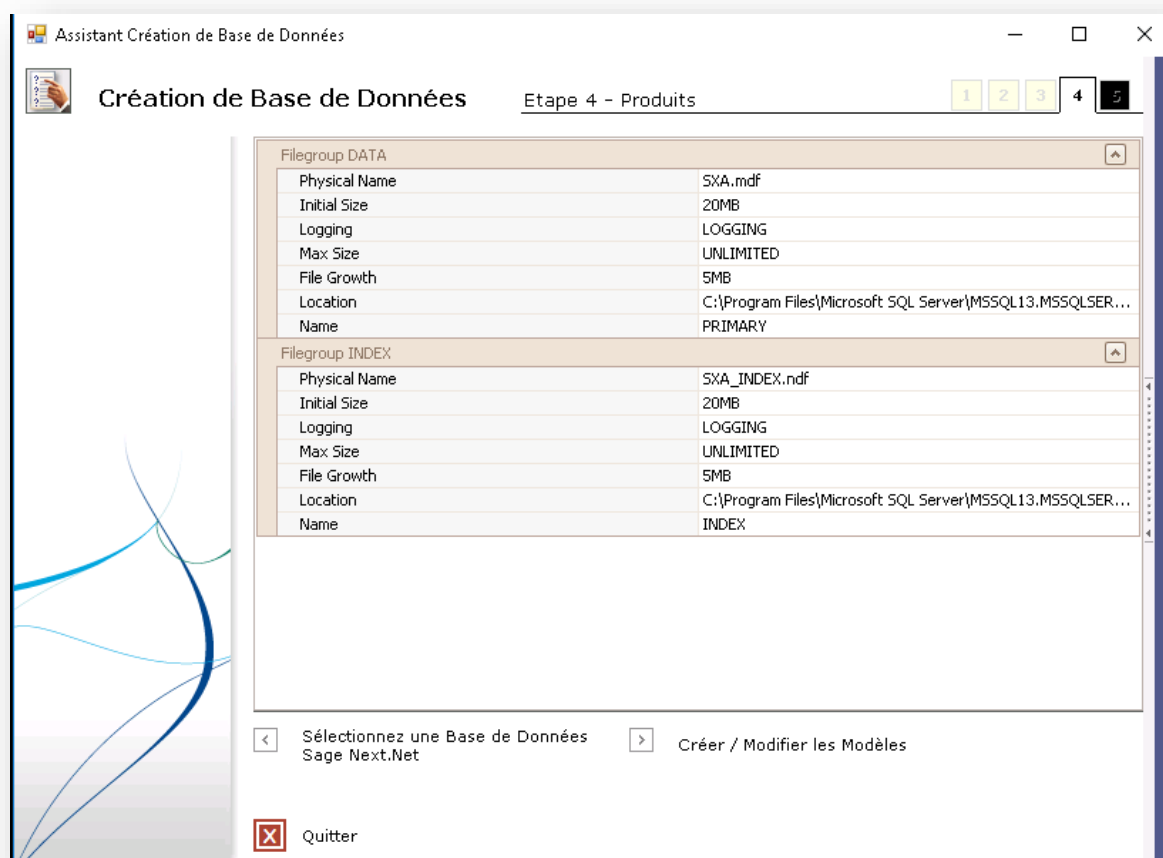 Assistant Création de Base de Données
Création de Base de Données
Etape 4 - Produits
1 2 3 4 5
Filegroup DATA
Physical Name SXA.mdf
Initial Size 20MB
Logging LOGGING
Max Size UNLIMITED
File Growth 5MB
Location C:\Program Files\Microsoft SQL Server\MSSQL13.MSSQLSER...
Name PRIMARY
Filegroup INDEX
Physical Name SXA_INDEX.ndf
Initial Size 20MB
Logging LOGGING
Max Size UNLIMITED
File Growth 5MB
Location C:\Program Files\Microsoft SQL Server\MSSQL13.MSSQLSER...
Name INDEX
Sélectionnez une Base de Données
Sage Next.Net
Créer / Modifier les Modèles
Quitter